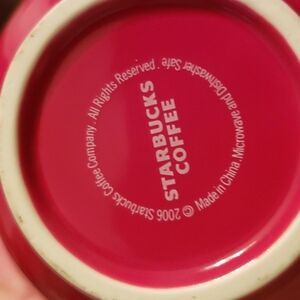 STARBUCKS
COFFEE
© 2006 Starbucks Coffee Company . All Rights Reserved . Made in China . Microwave and Dishwasher Safe